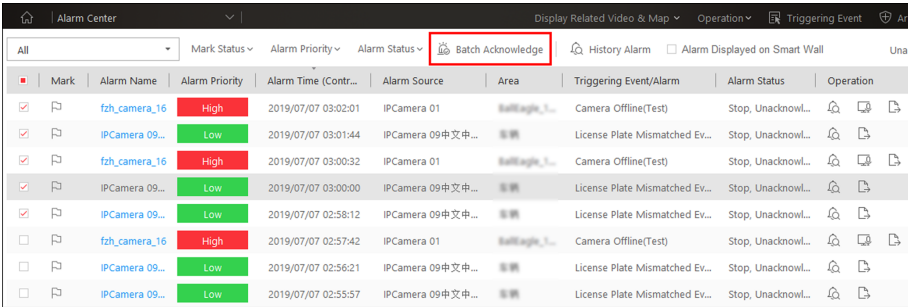 Alarm Center Display Related Video & Map Operation Triggering Event
All Mark Status Alarm Priority Alarm Status Batch Acknowledge History Alarm Alarm Displayed on Smart Wall
Mark Alarm Name Alarm Priority Alarm Time (Contr... Alarm Source Area Triggering Event/Alarm Alarm Status Operation
fzh_camera_16 High 2019/07/07 03:02:01 IPCamera 01 Camera Offline(Test) Stop, Unacknowl...
IPCamera 09... Low 2019/07/07 03:01:44 IPCamera 09中文中... License Plate Mismatched Ev... Stop, Unacknowl...
fzh_camera_16 High 2019/07/07 03:00:32 IPCamera 01 Camera Offline(Test) Stop, Unacknowl...
IPCamera 09... Low 2019/07/07 03:00:00 IPCamera 09中文中... License Plate Mismatched Ev... Stop, Unacknowl...
IPCamera 09... Low 2019/07/07 02:58:12 IPCamera 09中文中... License Plate Mismatched Ev... Stop, Unacknowl...
fzh_camera_16 High 2019/07/07 02:57:42 IPCamera 01 Camera Offline(Test) Stop, Unacknowl...
IPCamera 09... Low 2019/07/07 02:56:21 IPCamera 09中文中... License Plate Mismatched Ev... Stop, Unacknowl...
IPCamera 09... Low 2019/07/07 02:55:57 IPCamera 09中文中... License Plate Mismatched Ev... Stop, Unacknowl...